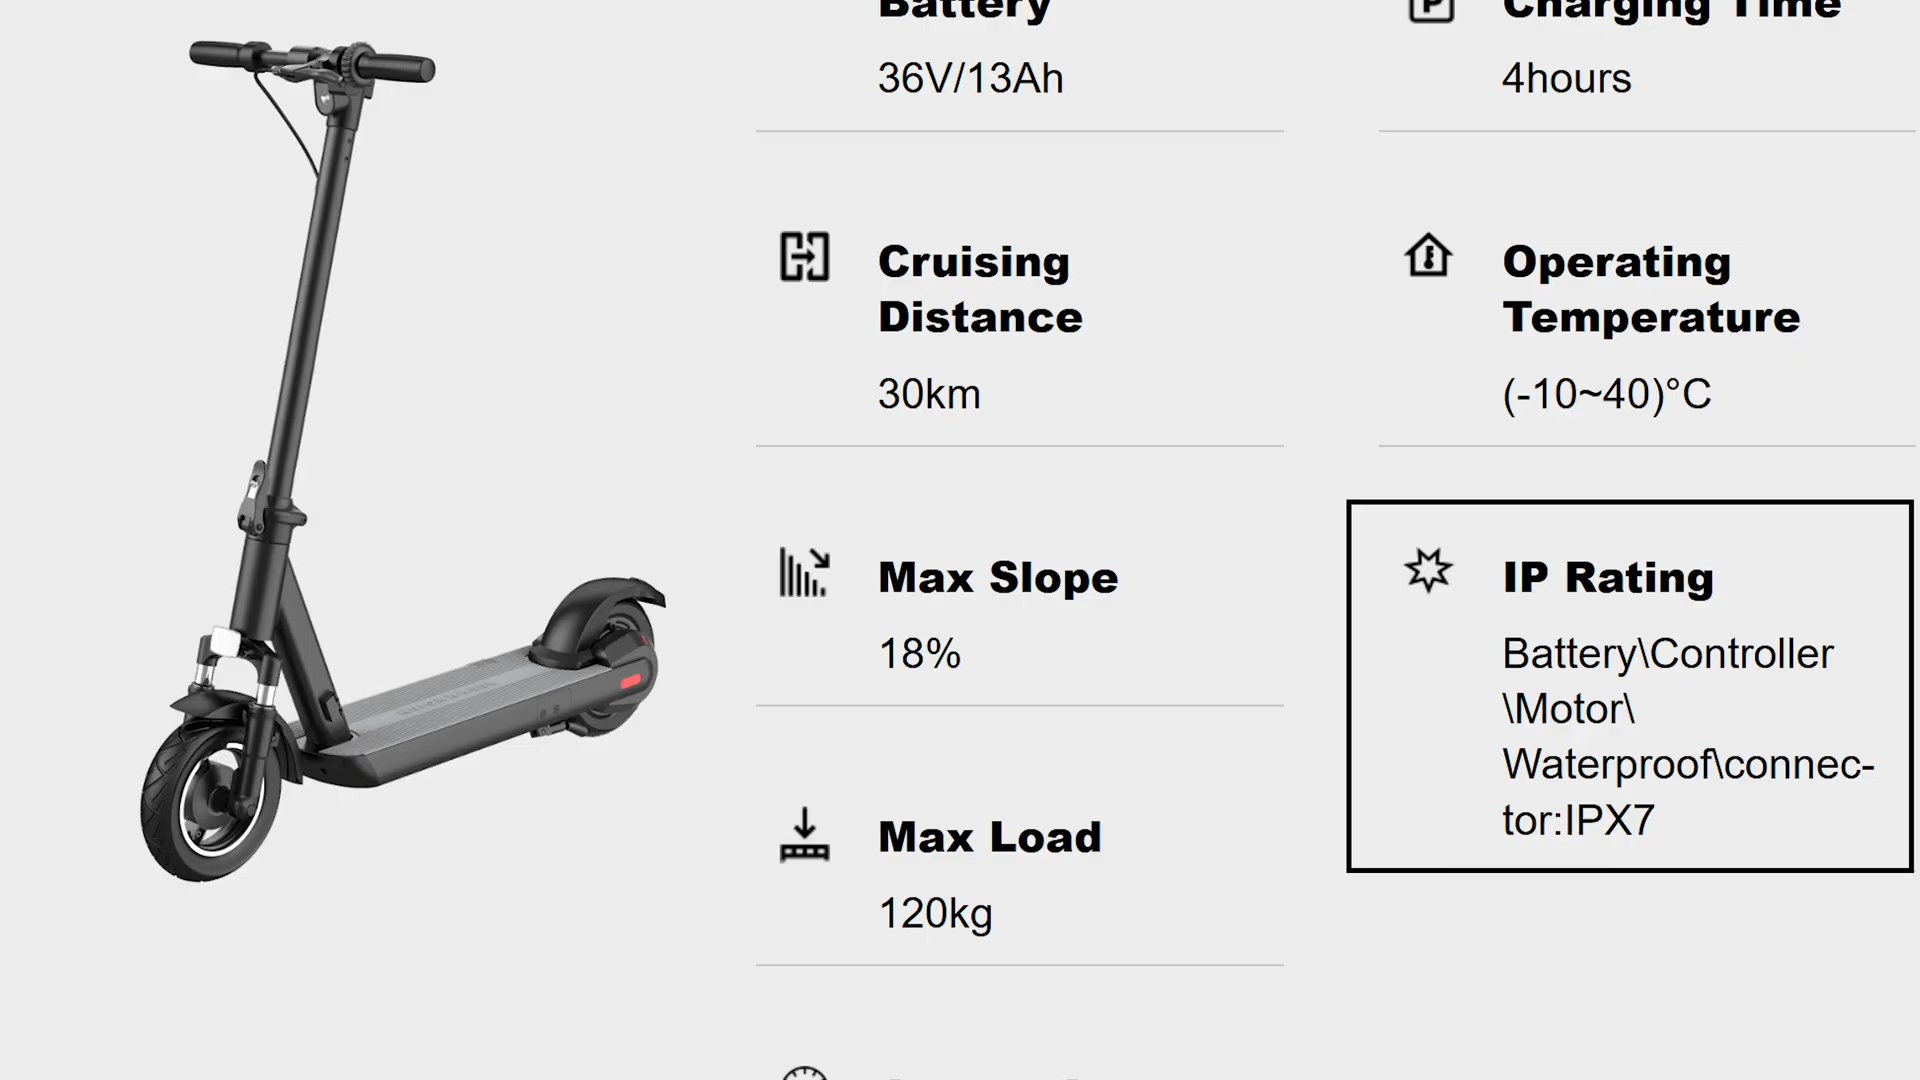 Battery
36V/13Ah
Charging Time
4hours
Cruising
Distance
30km
Operating
Temperature
(-10~40)°C
Max Slope
18%
IP Rating
Battery\Controller
\Motor\
Waterproof\connec-
tor:IPX7
Max Load
120kg